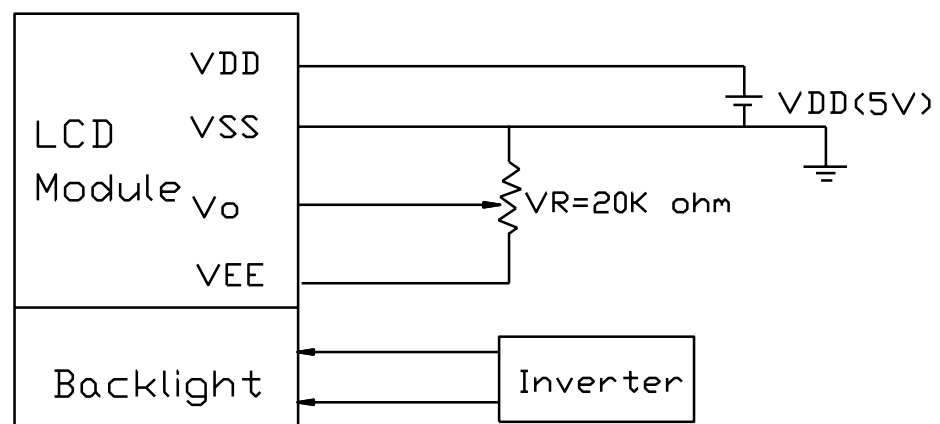 VDD
VDD(5V)
VSS
LCD
Module
Vo
VR=20K ohm
VEE
Backlight
Inverter